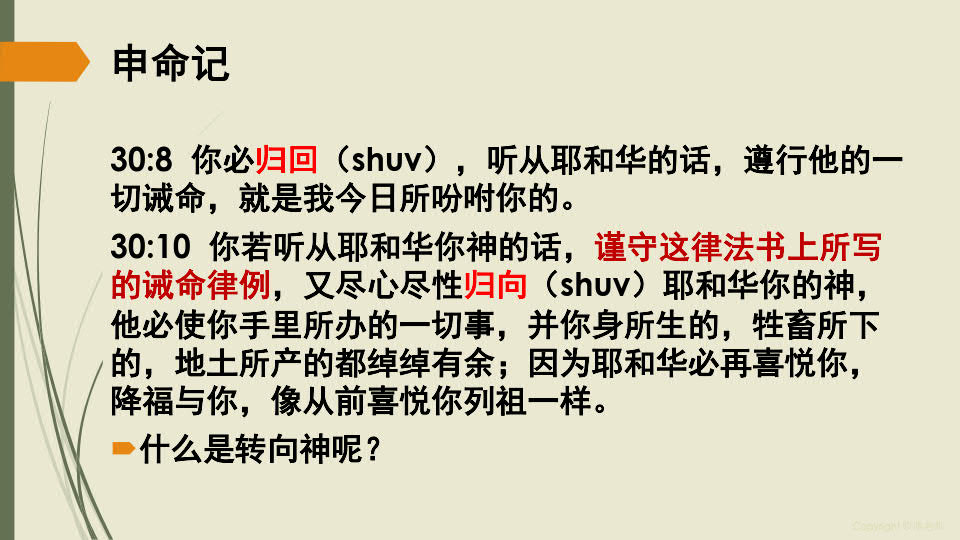 申命记
30:8 你必归回（shuv），听从耶和华的话，遵行他的一
切诫命，就是我今日所吩咐你的。
30:10 你若听从耶和华你神的话，谨守这律法书上所写
的诫命律例，又尽心尽性归向（shuv）耶和华你的神，
他必使你手里所办的一切事，并你身所生的，牲畜所下
的，地土所产的都绰绰有余；因为耶和华必再喜悦你，
降福与你，像从前喜悦你列祖一样。
什么是转向神呢？
Copyright